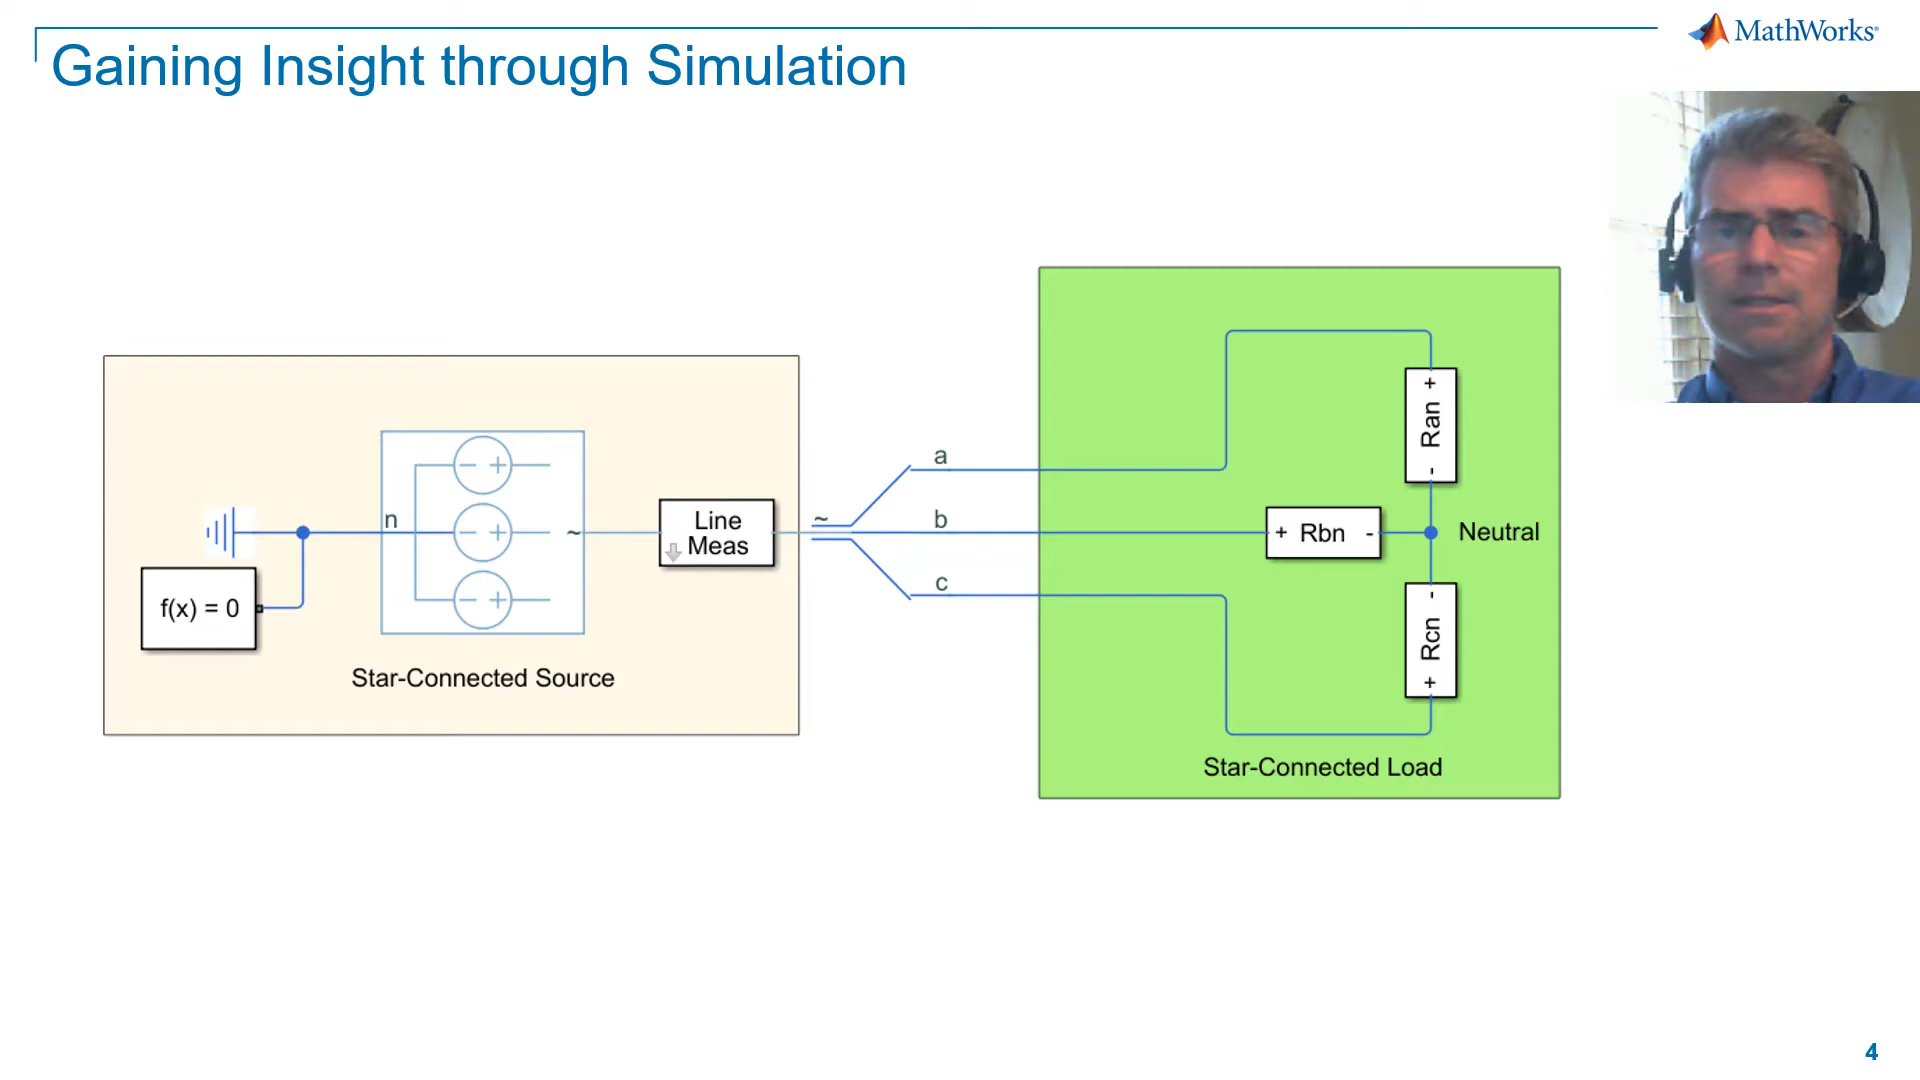 Gaining Insight through Simulation
MathWorks®
n
~
f(x) = 0
Line
Meas
Star-Connected Source
~
a
b
c
+ Ran -
+ Rbn -
Neutral
- Rcn +
Star-Connected Load
4